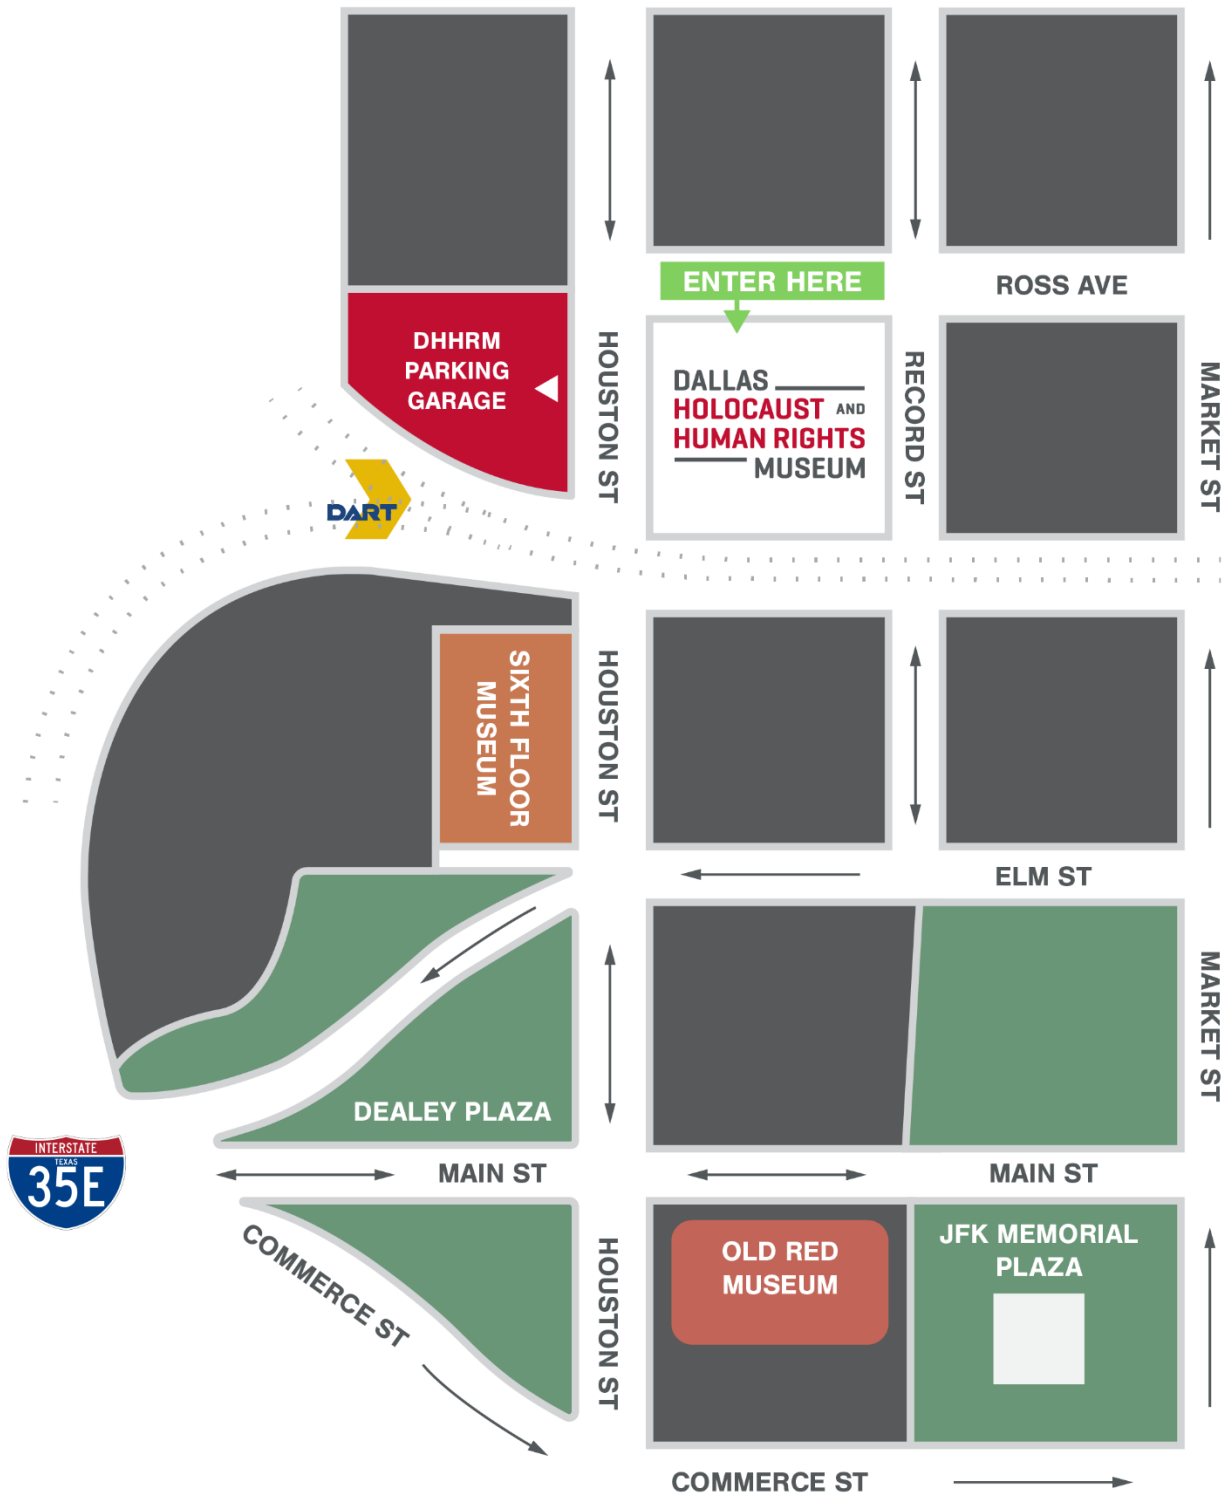 ENTER HERE
ROSS AVE
DHHRM
PARKING
GARAGE
HOUSTON ST
DALLAS
HOLOCAUST AND
HUMAN RIGHTS
MUSEUM
RECORD ST
MARKET ST
DART
SIXTH FLOOR
MUSEUM
HOUSTON ST
ELM ST
MARKET ST
DEALEY PLAZA
INTERSTATE
TEXAS
35E
MAIN ST
MAIN ST
COMMERCE ST
HOUSTON ST
OLD RED
MUSEUM
JFK MEMORIAL
PLAZA
COMMERCE ST